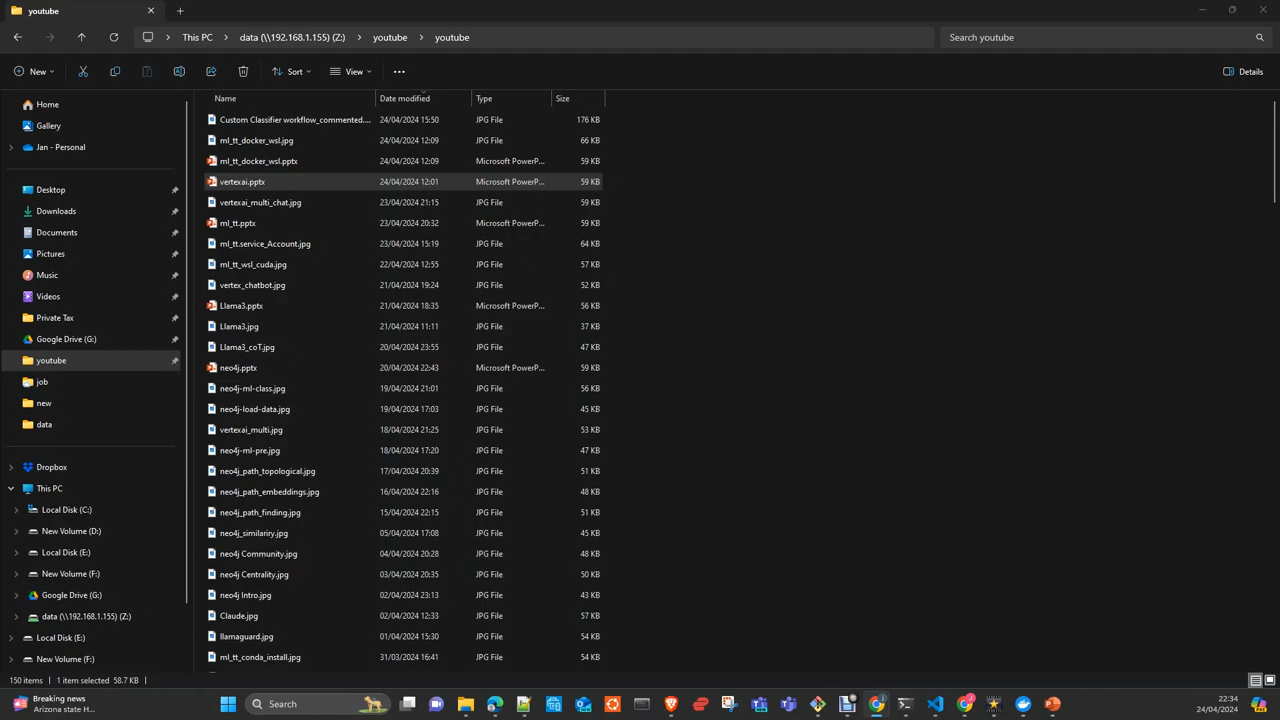 youtube
This PC
data (\\192.168.1.155) (Z:)
youtube
youtube
Search youtube
New
Sort
View
Details
Home
Gallery
Jan - Personal
Desktop
Downloads
Documents
Pictures
Music
Videos
Private Tax
Google Drive (G:)
youtube
job
new
data
Dropbox
This PC
Local Disk (C:)
New Volume (D:)
Local Disk (E:)
New Volume (F:)
Google Drive (G:)
data (\\192.168.1.155) (Z:)
Local Disk (E:)
New Volume (F:)
Name Date modified Type Size
Custom Classifier workflow_commented.... 24/04/2024 15:50 JPG File 176 KB
ml_tt_docker_wsl.jpg 24/04/2024 12:09 JPG File 66 KB
ml_tt_docker_wsl.pptx 24/04/2024 12:09 Microsoft PowerP... 59 KB
vertexai.pptx 24/04/2024 12:01 Microsoft PowerP... 59 KB
vertexai_multi_chat.jpg 23/04/2024 21:15 JPG File 59 KB
ml_tt.pptx 23/04/2024 20:32 Microsoft PowerP... 59 KB
ml_tt.service_Account.jpg 23/04/2024 15:19 JPG File 64 KB
ml_tt_wsl_cuda.jpg 22/04/2024 12:55 JPG File 57 KB
vertex_chatbot.jpg 21/04/2024 19:24 JPG File 52 KB
Llama3.pptx 21/04/2024 18:35 Microsoft PowerP... 56 KB
Llama3.jpg 21/04/2024 11:11 JPG File 37 KB
Llama3_coT.jpg 20/04/2024 23:55 JPG File 47 KB
neo4j.pptx 20/04/2024 22:43 Microsoft PowerP... 59 KB
neo4j-ml-class.jpg 19/04/2024 21:01 JPG File 56 KB
neo4j-load-data.jpg 19/04/2024 17:03 JPG File 45 KB
vertexai_multi.jpg 18/04/2024 21:25 JPG File 53 KB
neo4j-ml-pre.jpg 18/04/2024 17:20 JPG File 47 KB
neo4j_path_topological.jpg 17/04/2024 20:39 JPG File 51 KB
neo4j_path_embeddings.jpg 16/04/2024 22:16 JPG File 48 KB
neo4j_path_finding.jpg 15/04/2024 22:15 JPG File 51 KB
neo4j_similariry.jpg 05/04/2024 17:08 JPG File 45 KB
neo4j Community.jpg 04/04/2024 20:28 JPG File 48 KB
neo4j Centrality.jpg 03/04/2024 20:35 JPG File 50 KB
neo4j Intro.jpg 02/04/2024 23:13 JPG File 43 KB
Claude.jpg 02/04/2024 12:33 JPG File 57 KB
llamaguard.jpg 01/04/2024 15:30 JPG File 54 KB
ml_tt_conda_install.jpg 31/03/2024 16:41 JPG File 54 KB
150 items
1 item selected 58.7 KB
Breaking news
Arizona state H...
Search
22:34
24/04/2024